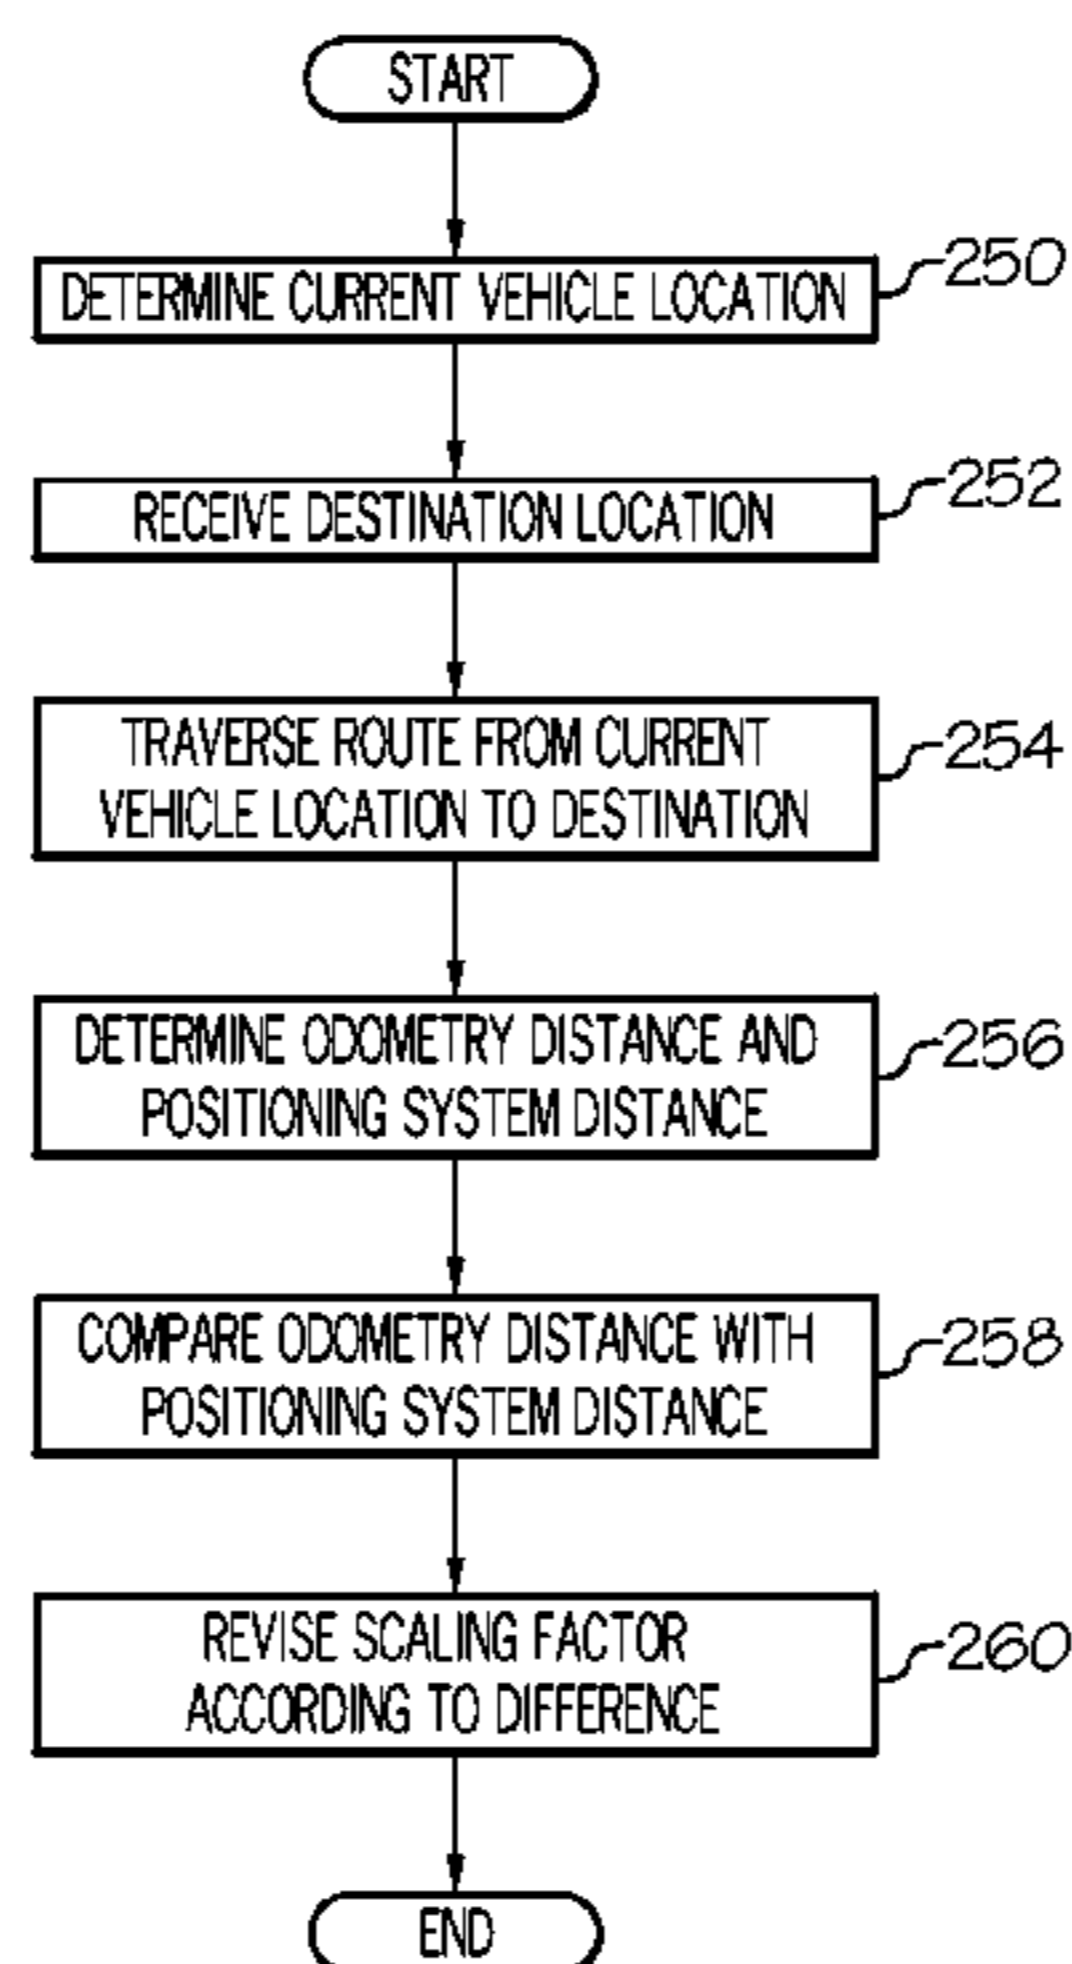 START
DETERMINE CURRENT VEHICLE LOCATION
250
RECEIVE DESTINATION LOCATION
252
TRAVERSE ROUTE FROM CURRENT
VEHICLE LOCATION TO DESTINATION
254
DETERMINE ODOMETRY DISTANCE AND
POSITIONING SYSTEM DISTANCE
256
COMPARE ODOMETRY DISTANCE WITH
POSITIONING SYSTEM DISTANCE
258
REVISE SCALING FACTOR
ACCORDING TO DIFFERENCE
260
END